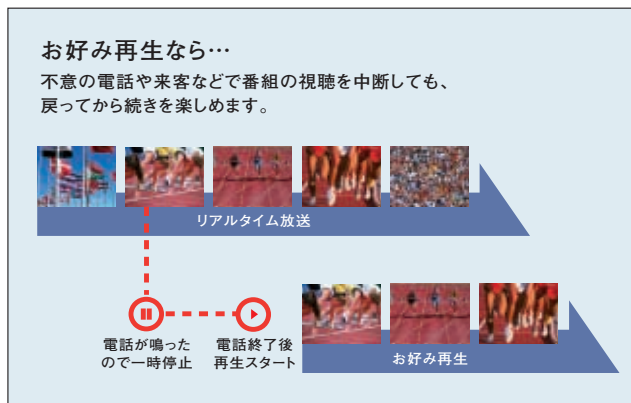 お好み再生なら…
不意の電話や来客などで番組の視聴を中断しても、
戻ってから続きを楽しめます。
リアルタイム放送
電話が鳴った
ので一時停止
電話終了後
再生スタート
お好み再生